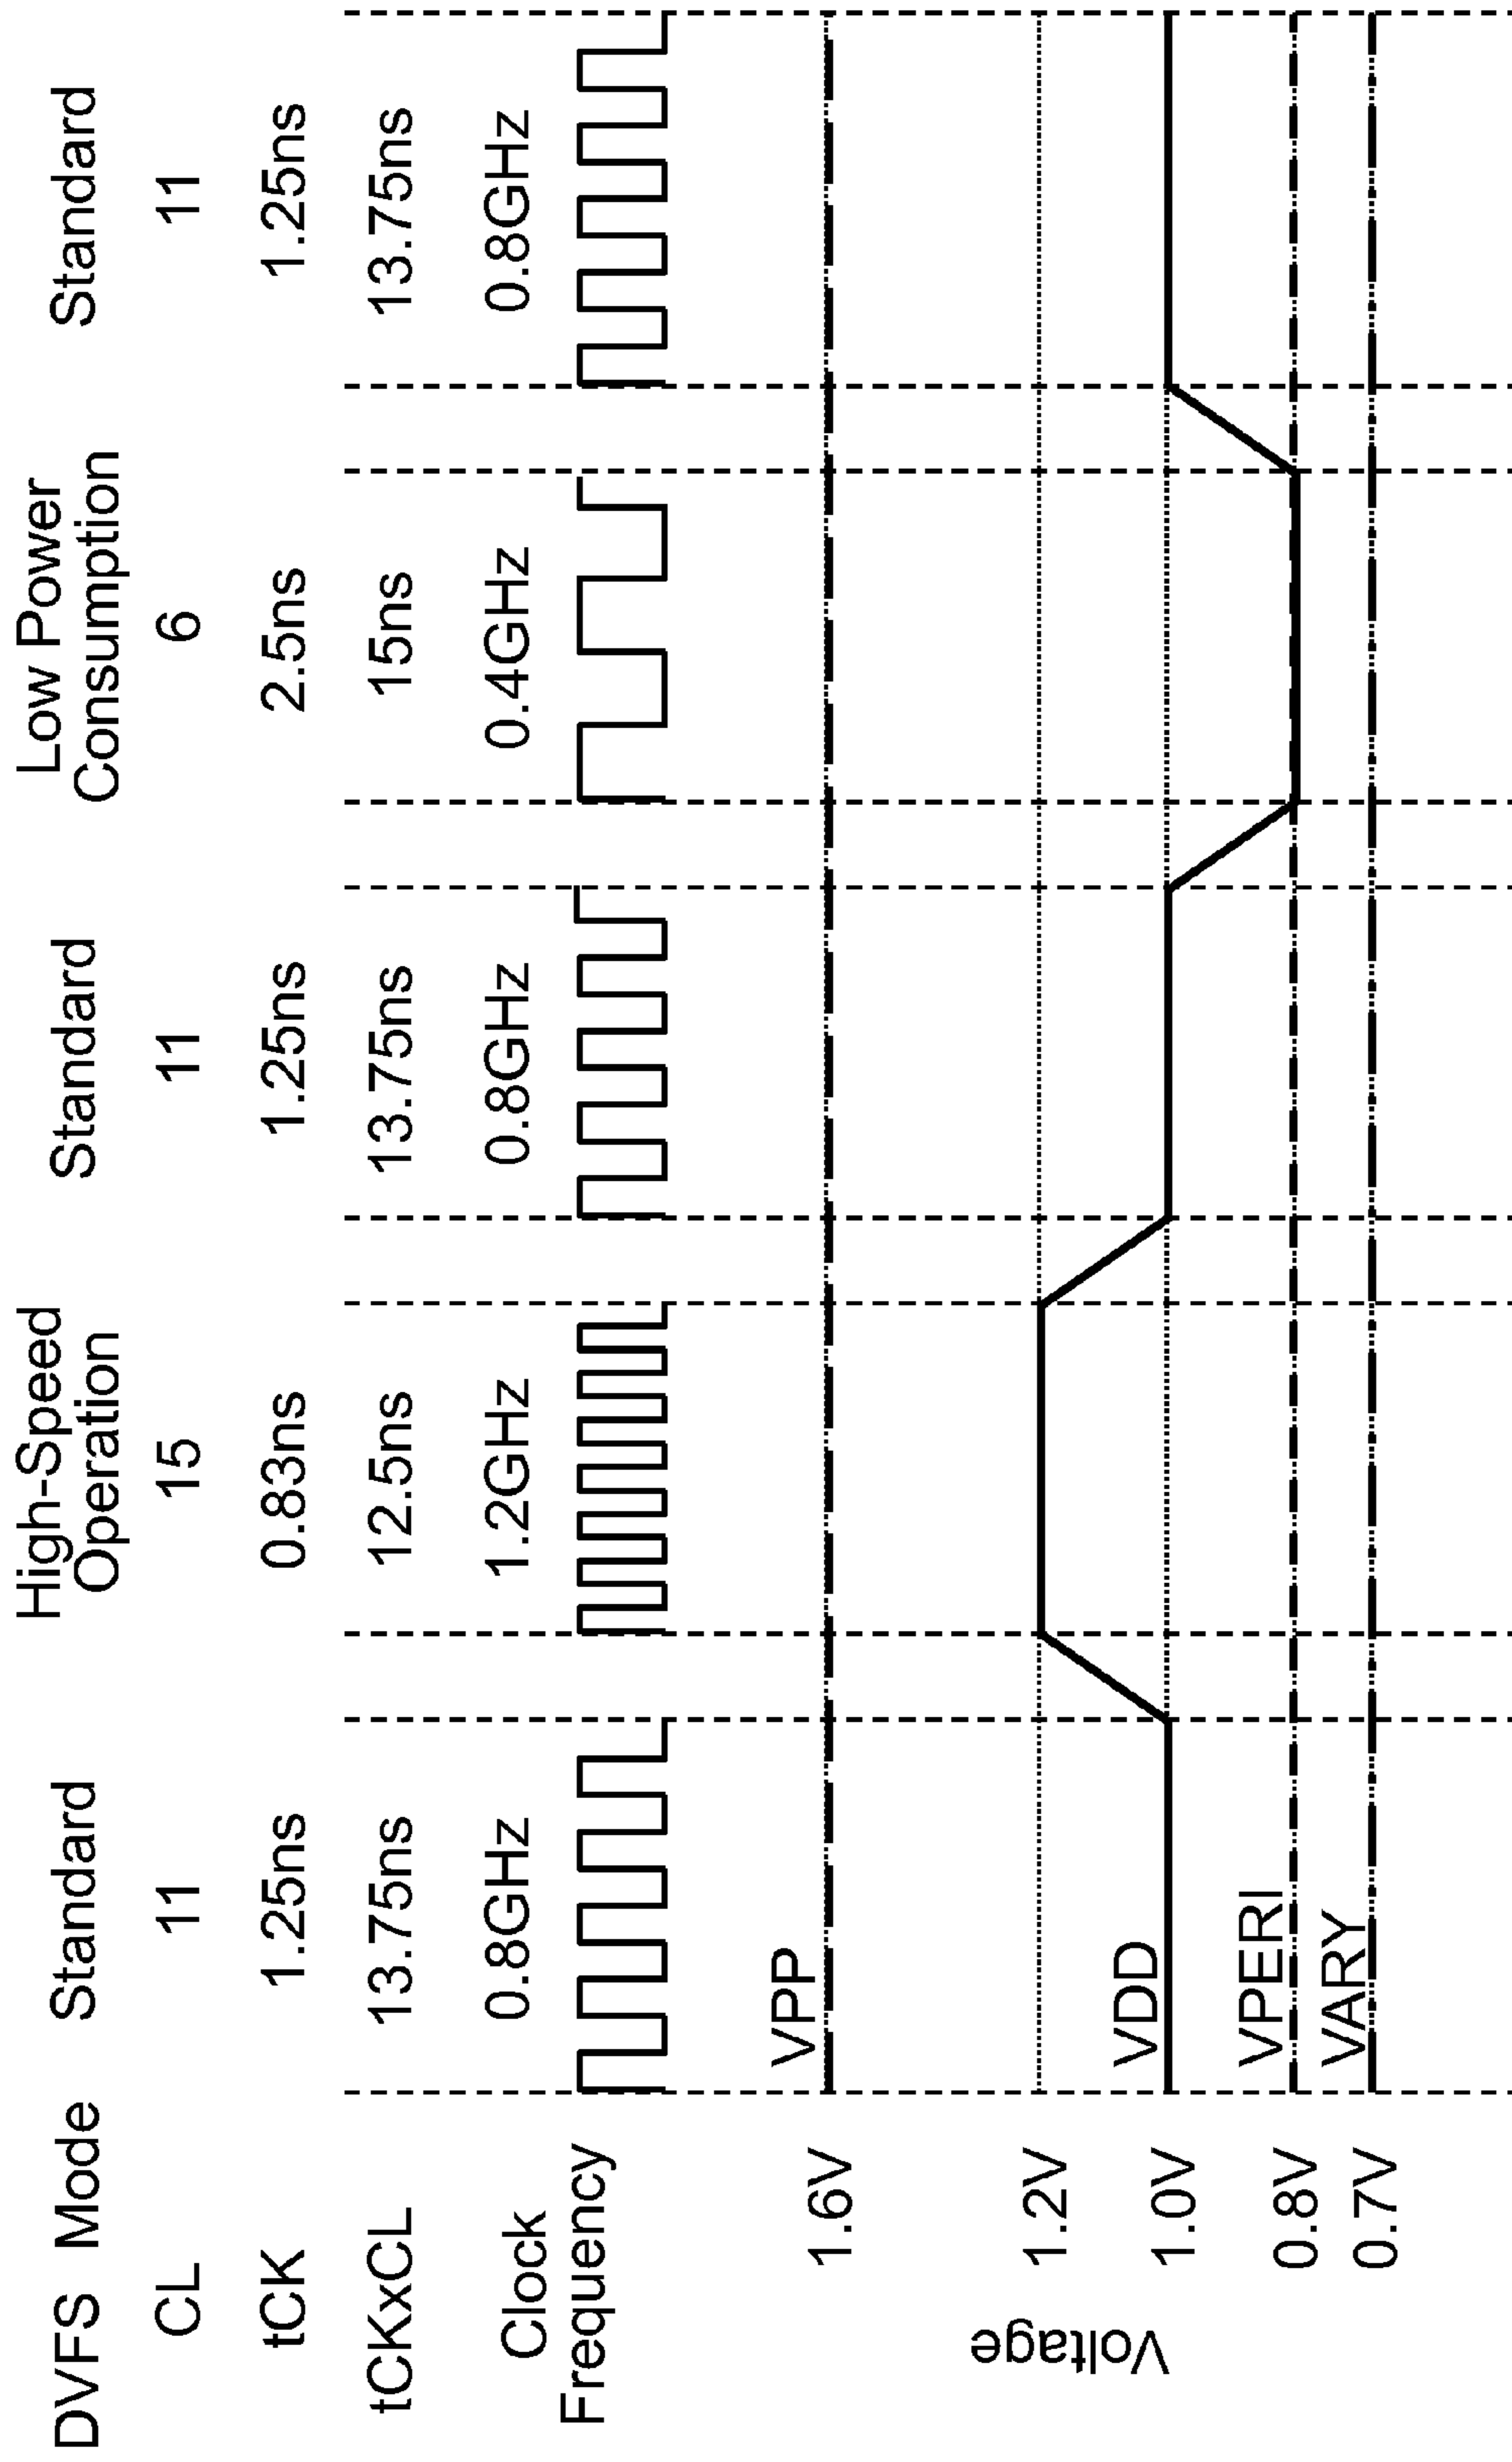 DVFS Mode Standard High-Speed Operation Standard Low Power Consumption Standard
CL 11 15 11 6 11
tCK 1.25ns 0.83ns 1.25ns 2.5ns 1.25ns
tCKxCL 13.75ns 12.5ns 13.75ns 15ns 13.75ns
Clock Frequency 0.8GHz 1.2GHz 0.8GHz 0.4GHz 0.8GHz
Voltage
1.6V VPP
1.2V
1.0V VDD
0.8V VPERI
0.7V VARY